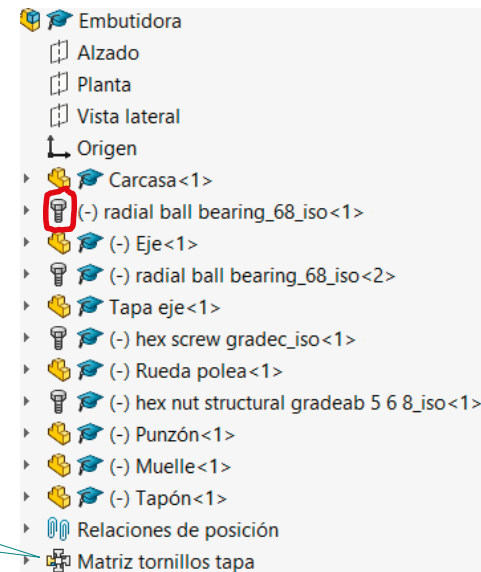 Embutidora
Alzado
Planta
Vista lateral
Origen
Carcasa<1>
(-) radial ball bearing_68_iso<1>
(-) Eje<1>
(-) radial ball bearing_68_iso<2>
Tapa eje<1>
(-) hex screw gradec_iso<1>
(-) Rueda polea<1>
(-) hex nut structural gradeab 5 6 8_iso<1>
(-) Punzón<1>
(-) Muelle<1>
(-) Tapón<1>
Relaciones de posición
Matriz tornillos tapa